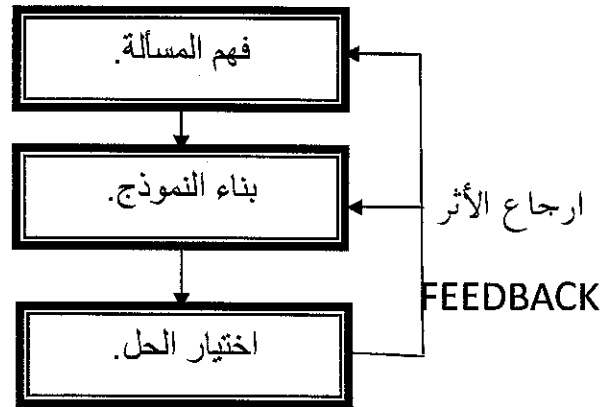 فهم المسألة.
بناء النموذج.
ارجاع الأثر
FEEDBACK
اختيار الحل.